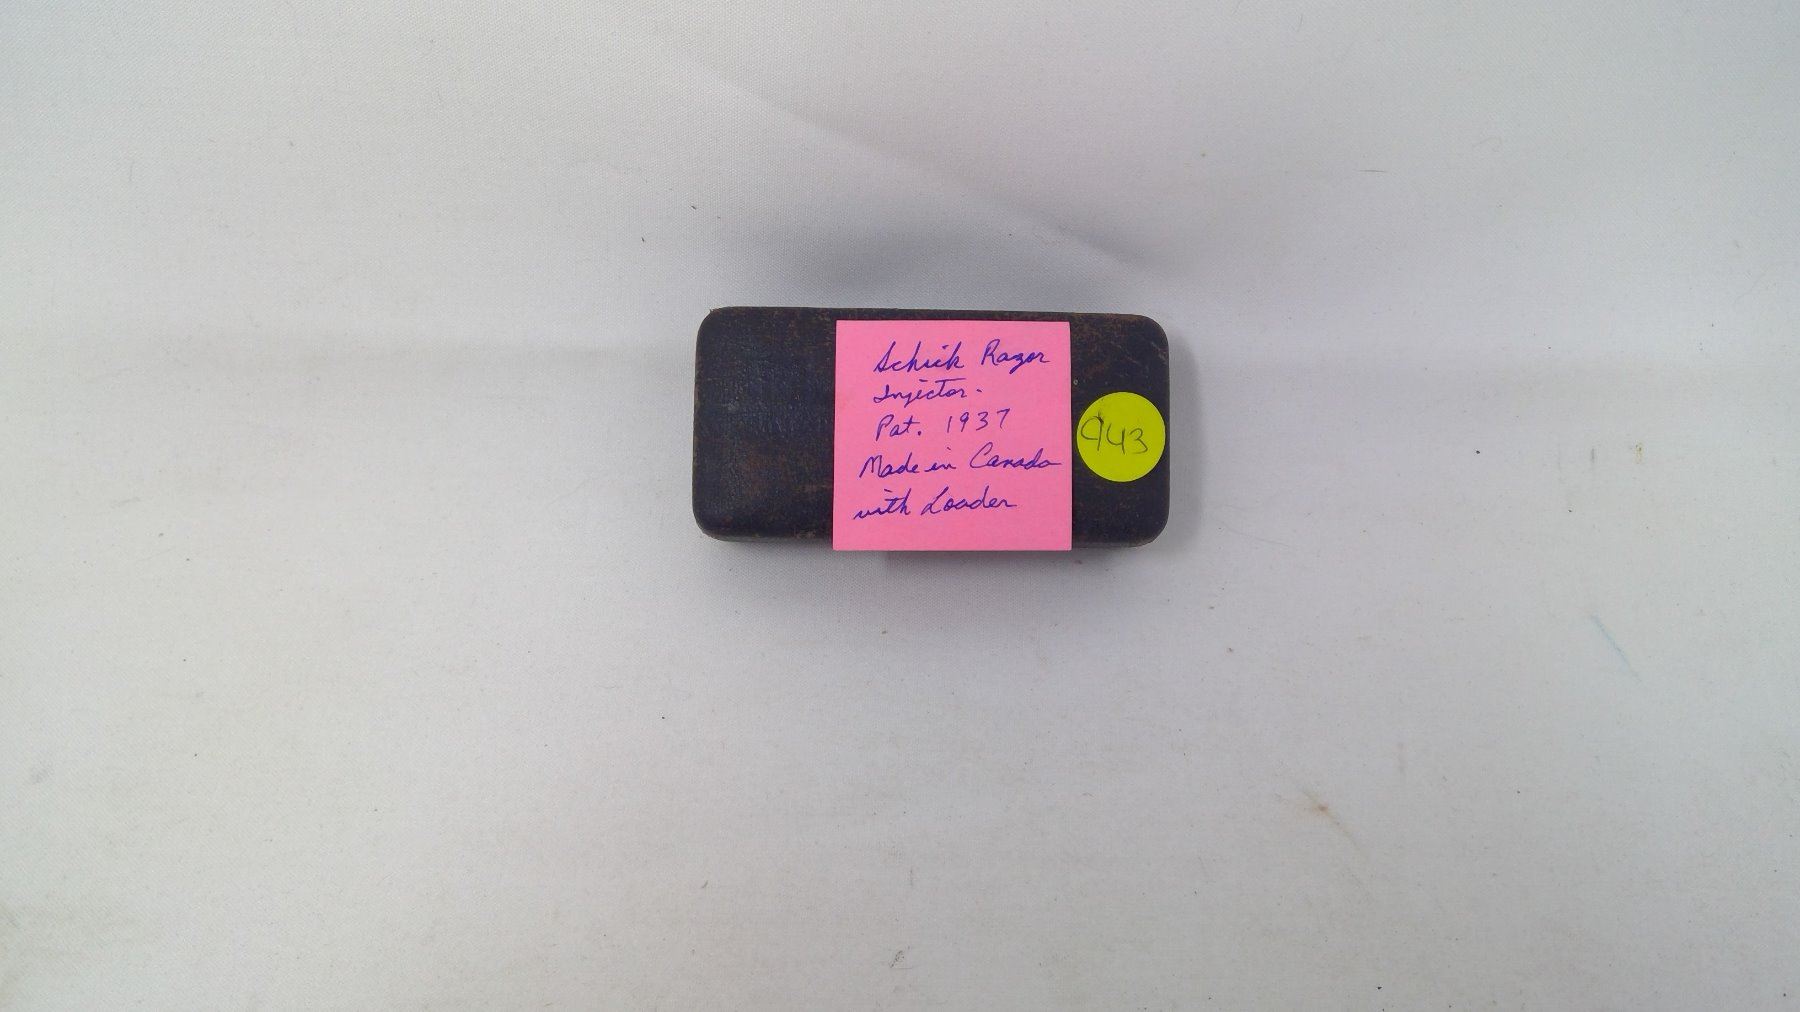 Schick Razor
Injector.
Pat. 1937
Made in Canada
with Loader
943